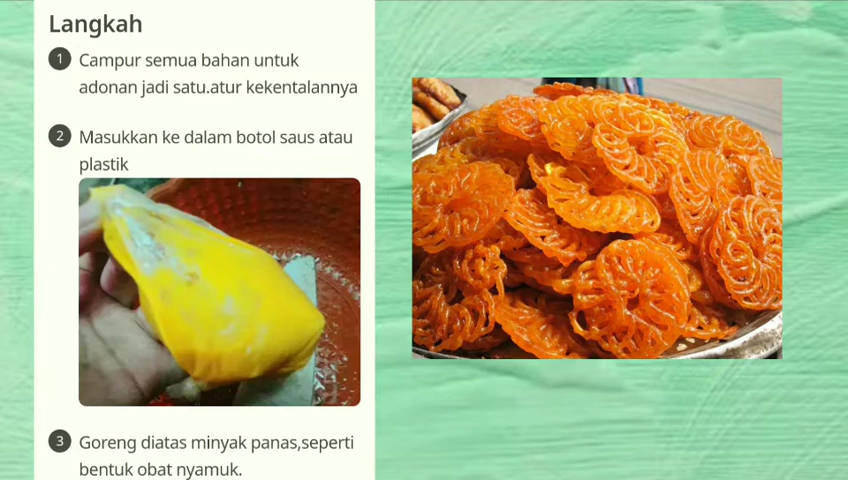 Langkah
1 Campur semua bahan untuk
adonan jadi satu.atur kekentalannya
2 Masukkan ke dalam botol saus atau
plastik
3 Goreng diatas minyak panas,seperti
bentuk obat nyamuk.